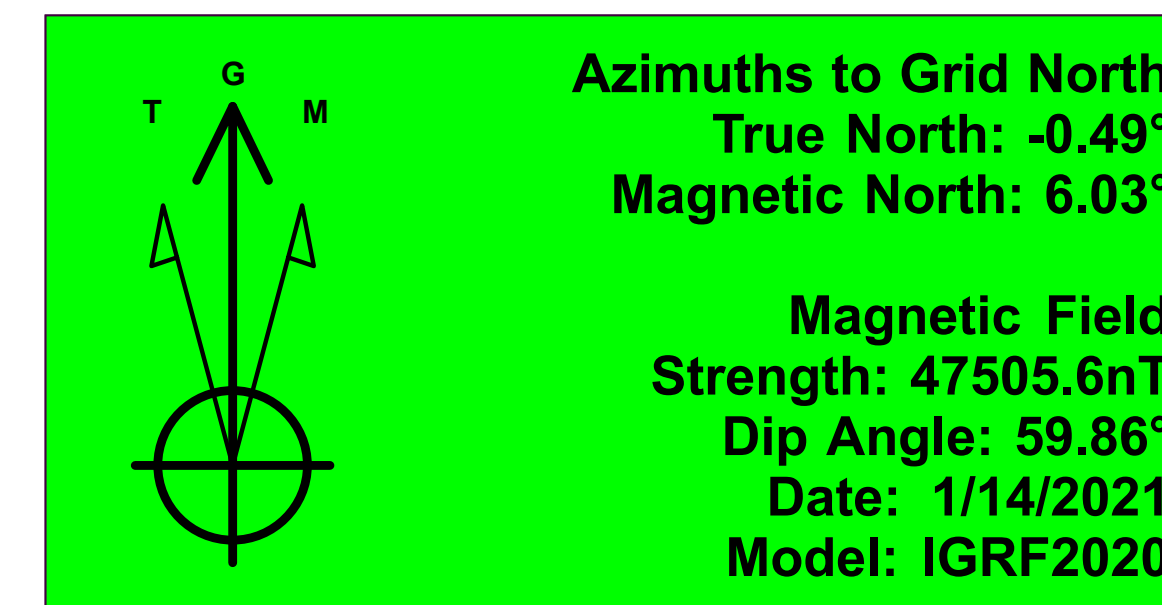 G
T M
Azimuths to Grid North
True North: -0.49°
Magnetic North: 6.03°
Magnetic Field
Strength: 47505.6nT
Dip Angle: 59.86°
Date: 1/14/2021
Model: IGRF2020